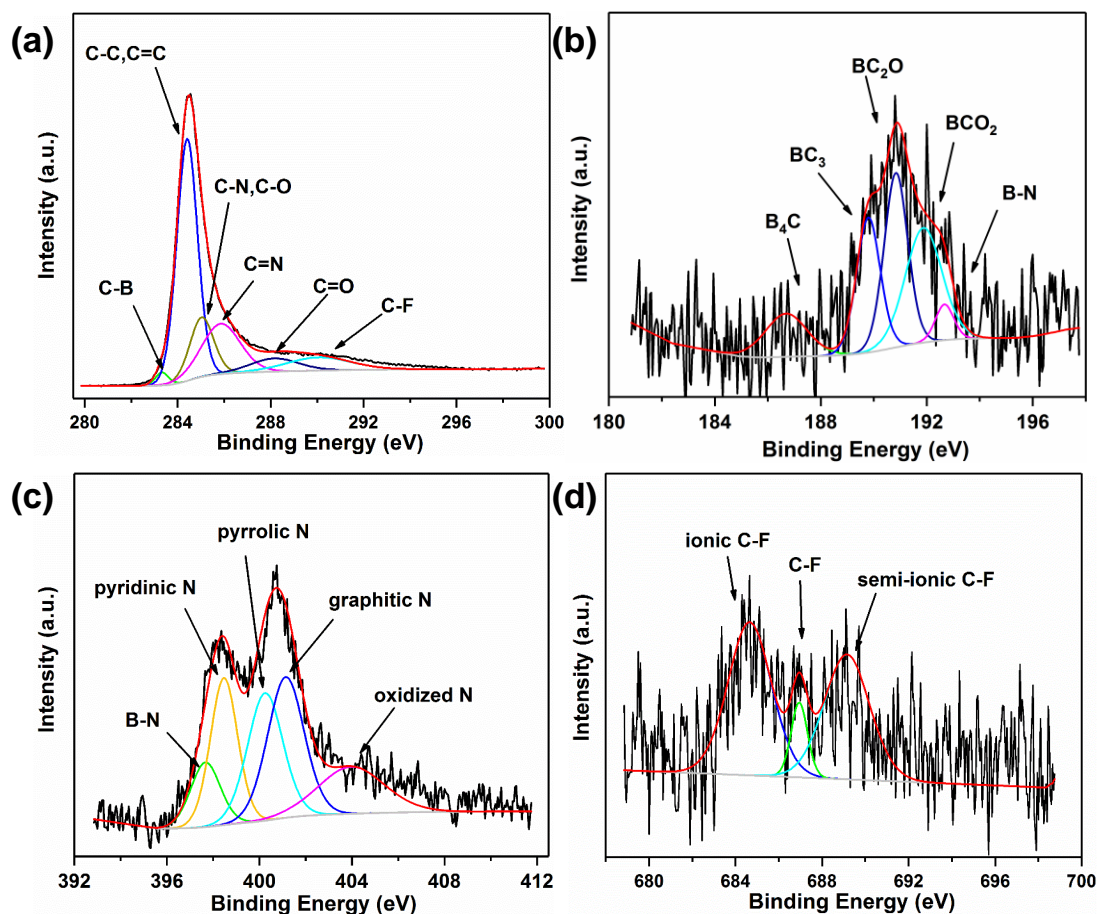 (a)
C-C,C=C
C-N,C-O
C=N
C=O
C-B
C-F
Intensity (a.u.)
280 284 288 292 296 300
Binding Energy (eV)
(b)
BC₂O
BCO₂
BC₃
B-N
B₄C
Intensity (a.u.)
180 184 188 192 196
Binding Energy (eV)
(c)
pyrrolic N
pyridinic N
graphitic N
oxidized N
B-N
Intensity (a.u.)
392 396 400 404 408 412
Binding Energy (eV)
(d)
ionic C-F
C-F
semi-ionic C-F
Intensity (a.u.)
680 684 688 692 696 700
Binding Energy (eV)